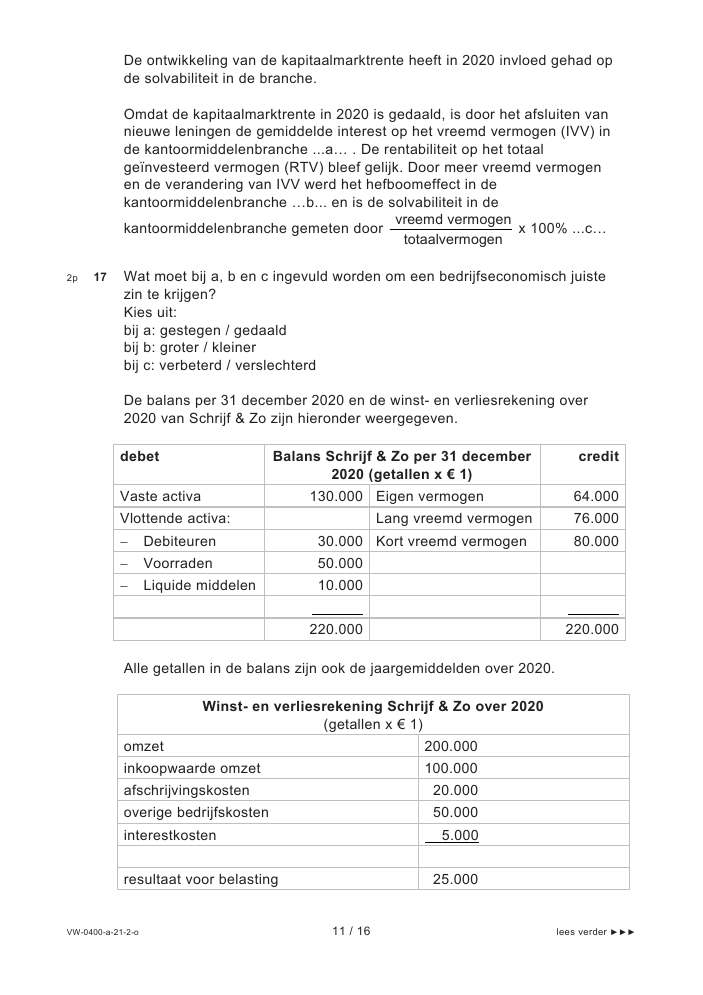 De ontwikkeling van de kapitaalmarktrente heeft in 2020 invloed gehad op
de solvabiliteit in de branche.
Omdat de kapitaalmarktrente in 2020 is gedaald, is door het afsluiten van
nieuwe leningen de gemiddelde interest op het vreemd vermogen (IVV) in
de kantoormiddelenbranche ...a... . De rentabiliteit op het totaal
geïnvesteerd vermogen (RTV) bleef gelijk. Door meer vreemd vermogen
en de verandering van IVV werd het hefboomeffect in de
kantoormiddelenbranche …b... en is de solvabiliteit in de
kantoormiddelenbranche gemeten door vreemd vermogen / totaalvermogen x 100% ...c…
2p 17 Wat moet bij a, b en c ingevuld worden om een bedrijfseconomisch juiste
zin te krijgen?
Kies uit:
bij a: gestegen / gedaald
bij b: groter / kleiner
bij c: verbeterd / verslechterd
De balans per 31 december 2020 en de winst- en verliesrekening over
2020 van Schrijf & Zo zijn hieronder weergegeven.
debet Balans Schrijf & Zo per 31 december credit
2020 (getallen x € 1)
Vaste activa 130.000 Eigen vermogen 64.000
Vlottende activa: Lang vreemd vermogen 76.000
– Debiteuren 30.000 Kort vreemd vermogen 80.000
– Voorraden 50.000
– Liquide middelen 10.000
220.000 220.000
Alle getallen in de balans zijn ook de jaargemiddelden over 2020.
Winst- en verliesrekening Schrijf & Zo over 2020
(getallen x € 1)
omzet 200.000
inkoopwaarde omzet 100.000
afschrijvingskosten 20.000
overige bedrijfskosten 50.000
interestkosten 5.000
resultaat voor belasting 25.000
VW-0400-a-21-2-o 11 / 16 lees verder ►►►